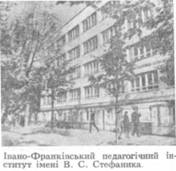 Івано-Франківський педагогічний ін-
ститут імені В. С. Стефаника.